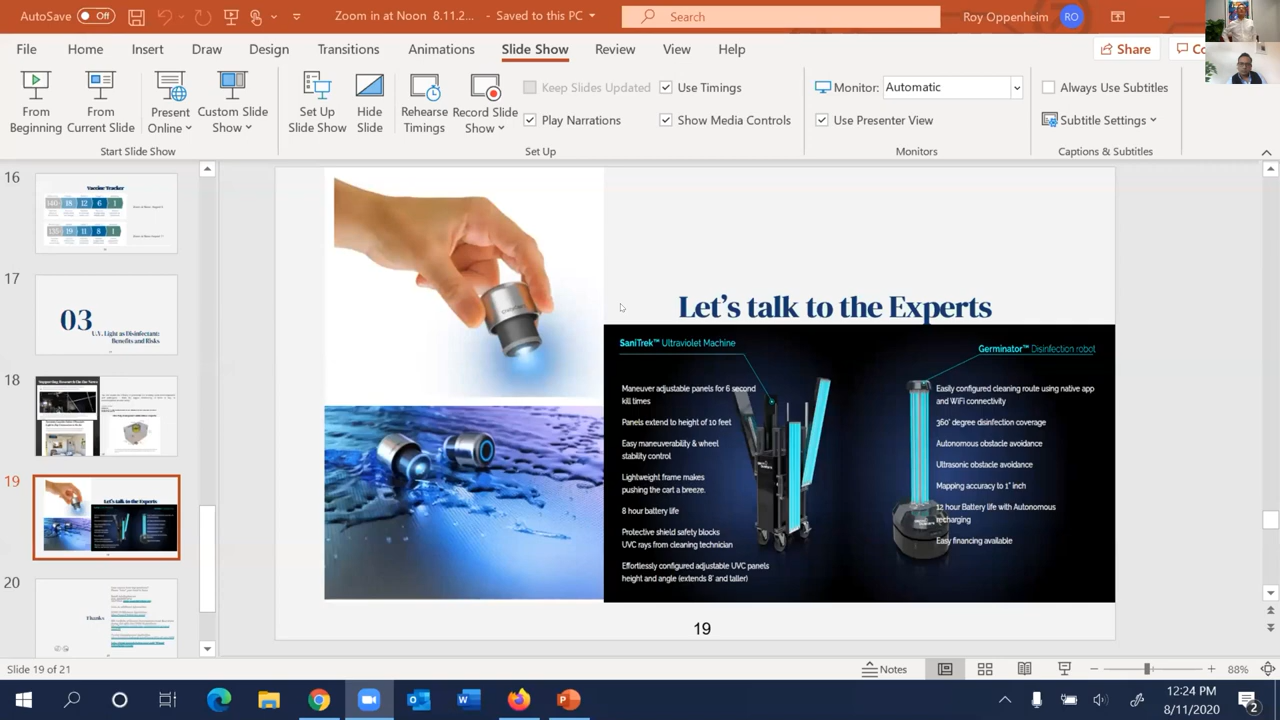 AutoSave Off
Zoom in at Noon 8.11.2... - Saved to this PC
Search
Roy Oppenheim RO
File Home Insert Draw Design Transitions Animations Slide Show Review View Help
Share
Co
From Beginning
From Current Slide
Present Online
Custom Slide Show
Set Up Slide Show
Hide Slide
Rehearse Timings
Record Slide Show
Keep Slides Updated
Use Timings
Play Narrations
Show Media Controls
Monitor: Automatic
Use Presenter View
Always Use Subtitles
Subtitle Settings
Start Slide Show
Set Up
Monitors
Captions & Subtitles
16
Vaccine Tracker
17
03
U.V. Light as Disinfectant:
Benefits and Risks
18
19
Let's talk to the Experts
20
Thanks
Let's talk to the Experts
SaniTrek™ Ultraviolet Machine
Maneuver adjustable panels for 6 second
kill times
Panels extend to height of 10 feet
Easy maneuverability & wheel
stability control
Lightweight frame makes
pushing the cart a breeze.
8 hour battery life
Protective shield safety blocks
UVC rays from cleaning technician
Effortlessly configured adjustable UVC panels
height and angle (extends 8' and taller)
Germinator™ Disinfection robot
Easily configured cleaning route using native app
and WiFi connectivity
360° degree disinfection coverage
Autonomous obstacle avoidance
Ultrasonic obstacle avoidance
Mapping accuracy to 1" inch
12 hour Battery life with Autonomous
recharging
Easy financing available
19
Slide 19 of 21
Notes
88%
12:24 PM
8/11/2020
2